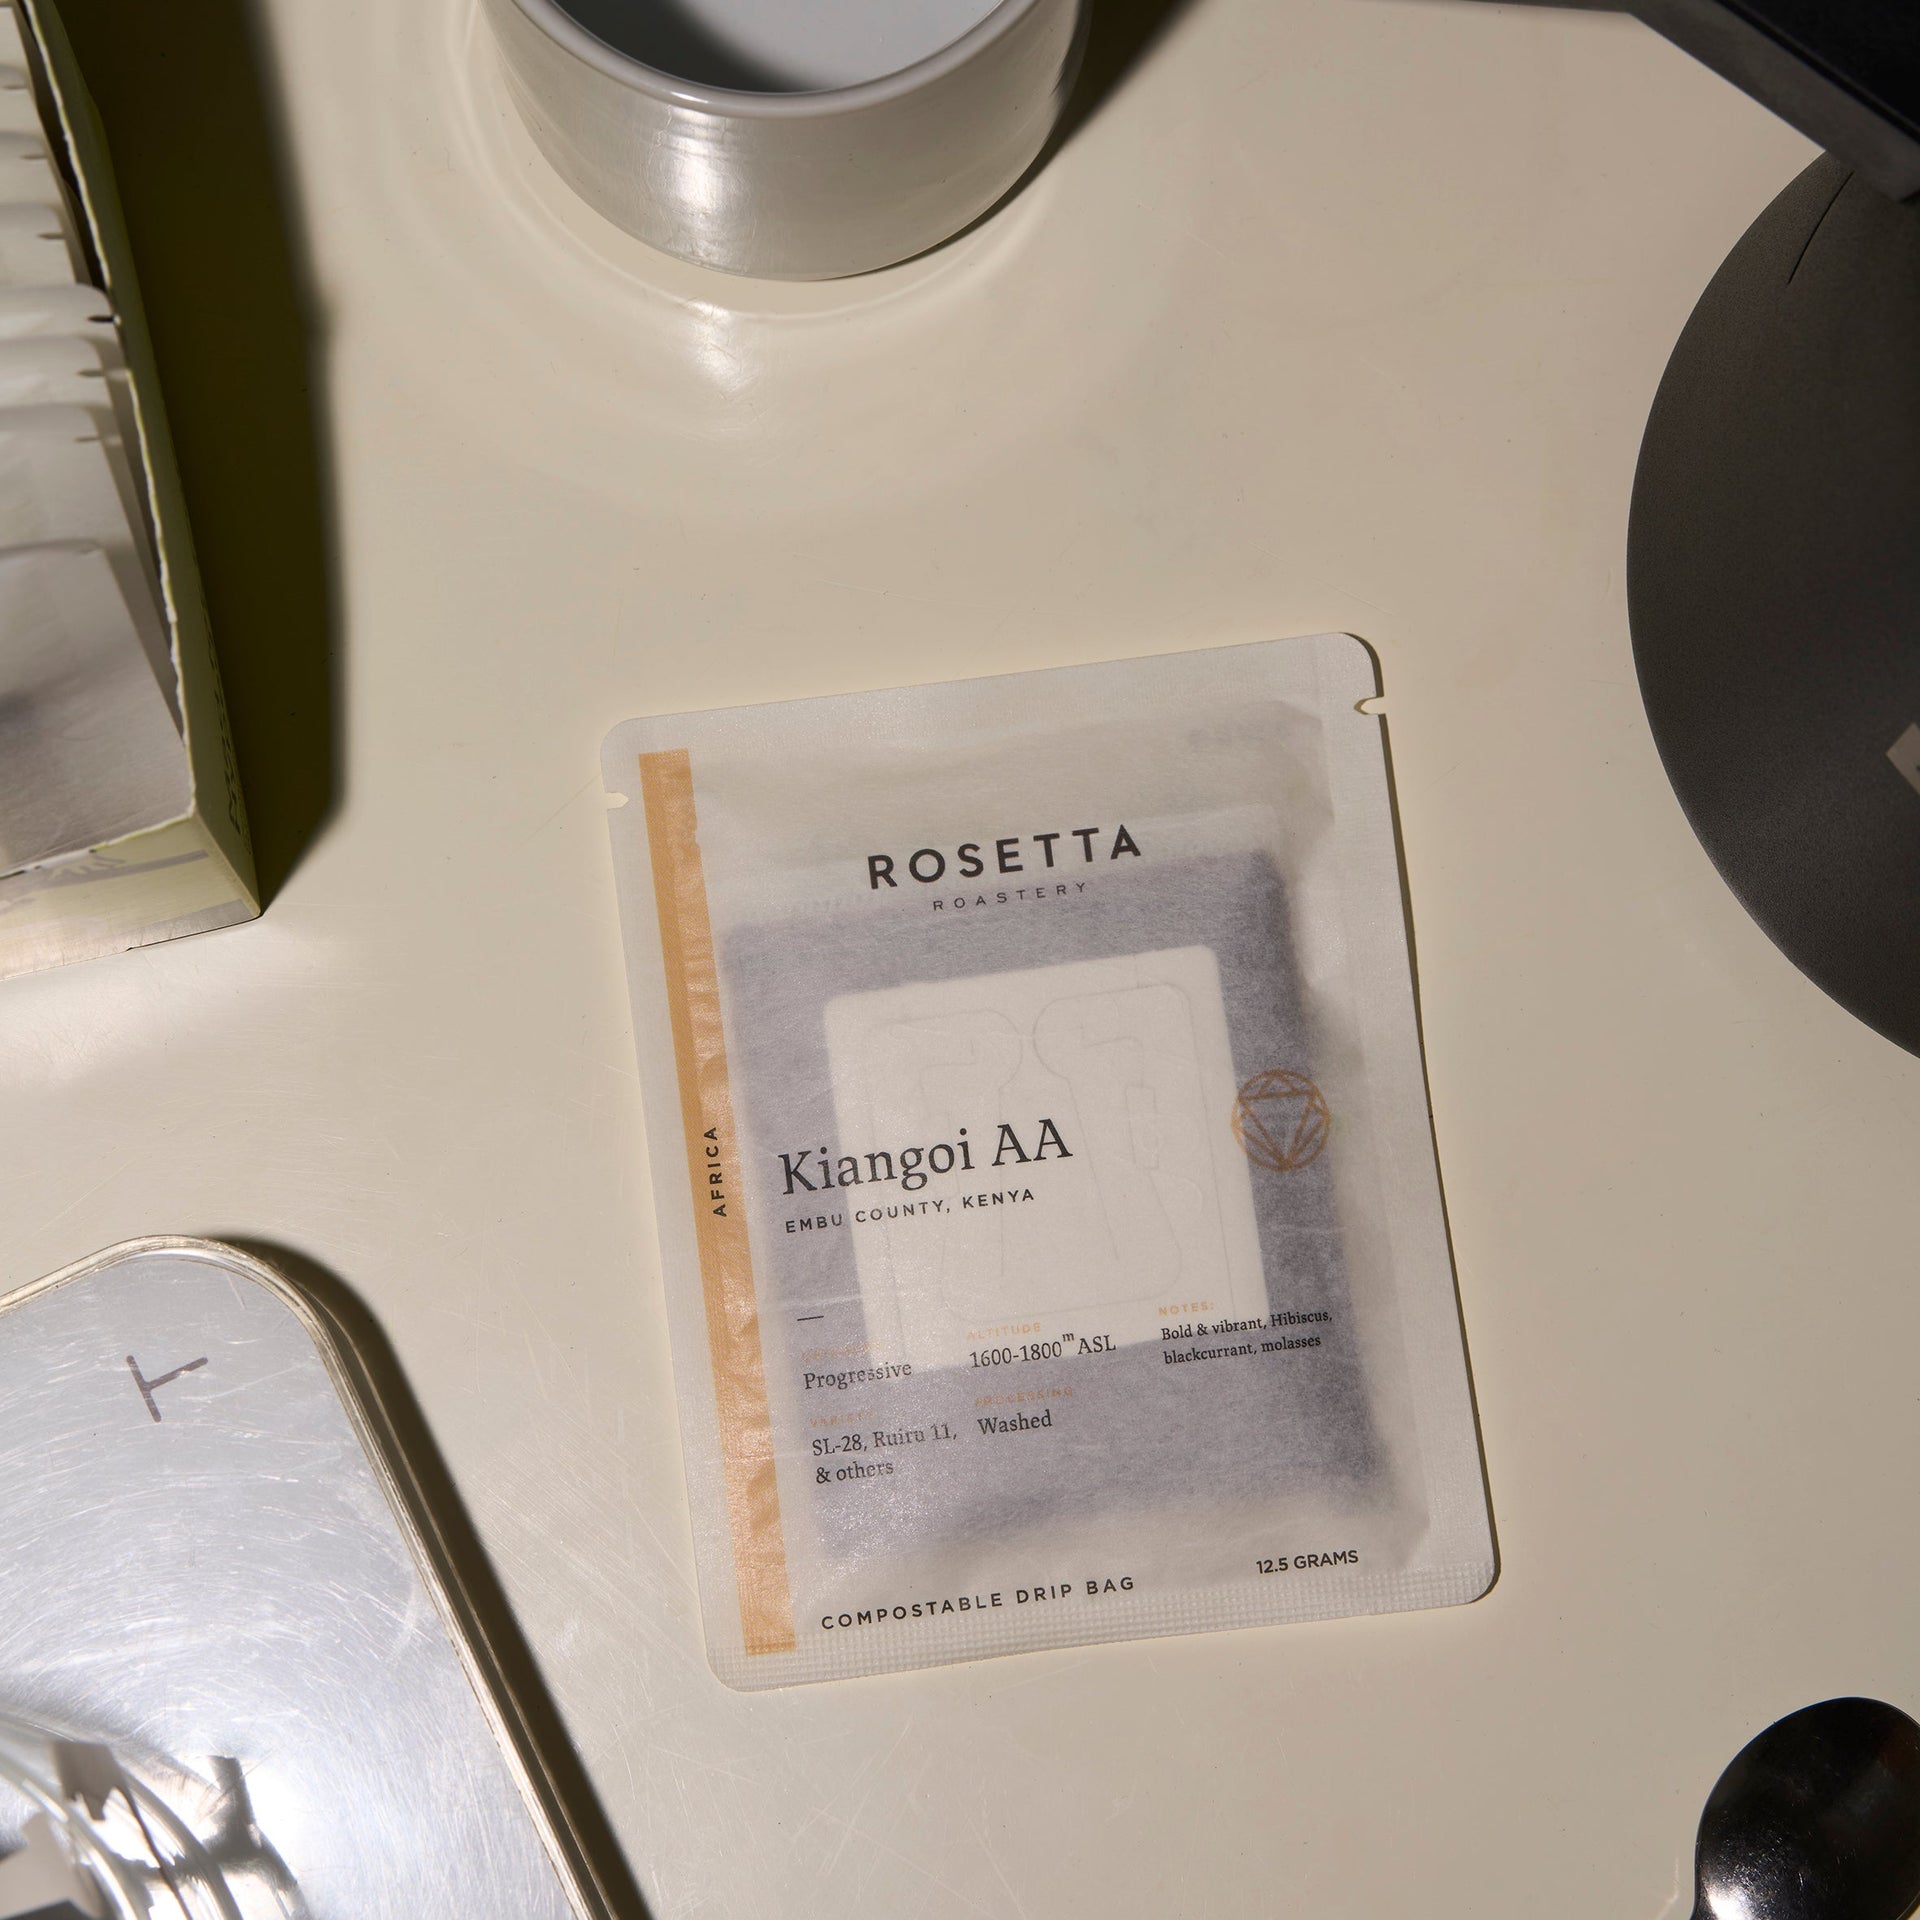 ROSETTA
ROASTERY
AFRICA
Kiangoi AA
EMBU COUNTY, KENYA
—
Progressive
ALTITUDE
1600-1800m ASL
NOTES:
Bold & vibrant, Hibiscus,
blackcurrant, molasses
VARIETY
SL-28, Ruiru 11,
& others
PROCESSING
Washed
COMPOSTABLE DRIP BAG
12.5 GRAMS